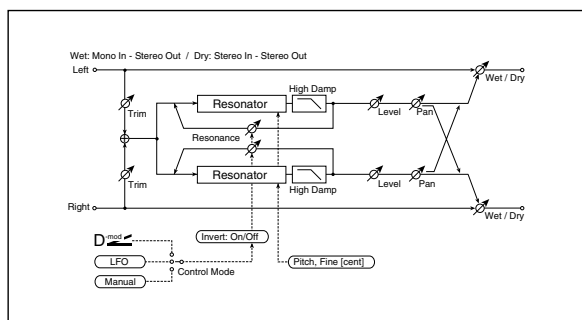 Wet: Mono In - Stereo Out / Dry: Stereo In - Stereo Out
Left
Wet / Dry
High Damp
Resonator
Trim
Level
Pan
Resonance
Resonator
Trim
High Damp
Level
Pan
Right
Wet / Dry
D-mod
Invert: On/Off
LFO
Pitch, Fine [cent]
Control Mode
Manual